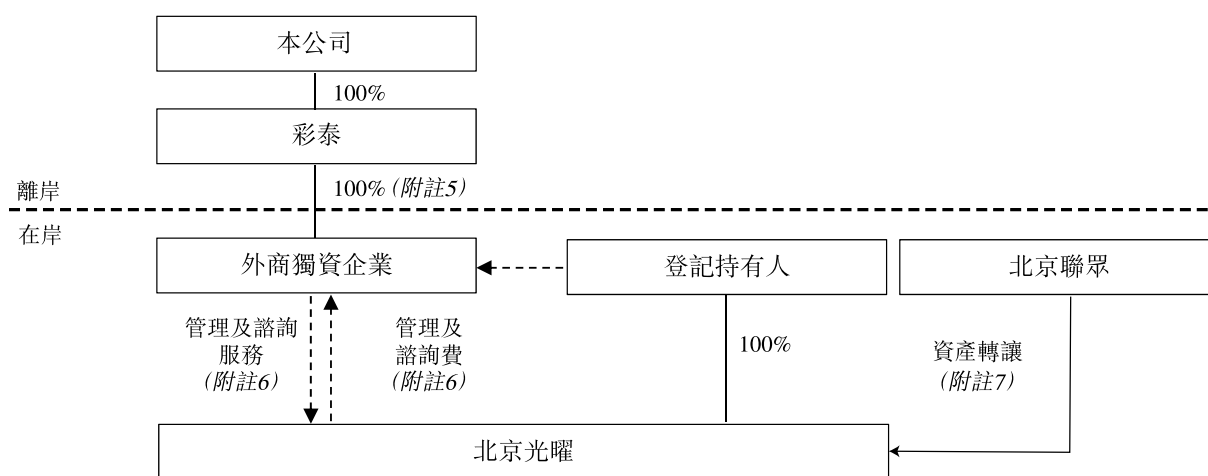 本公司
100%
彩泰
100% (附註5)
離岸
在岸
外商獨資企業
登記持有人
北京聯眾
管理及諮詢
服務
(附註6)
管理及
諮詢費
(附註6)
100%
資產轉讓
(附註7)
北京光曜